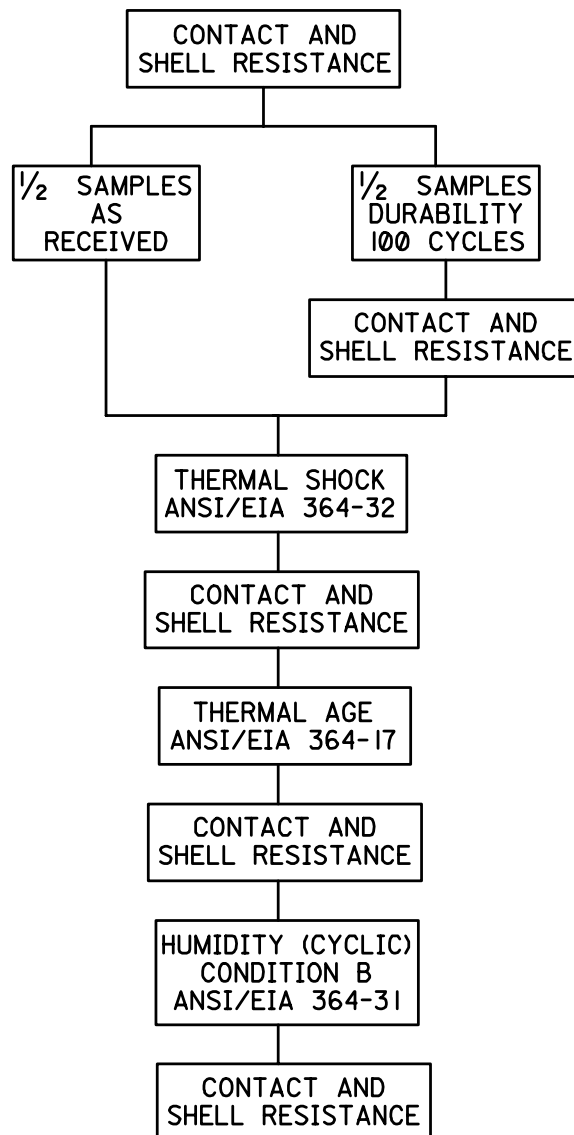 CONTACT AND
SHELL RESISTANCE
1/2 SAMPLES
AS
RECEIVED
1/2 SAMPLES
DURABILITY
100 CYCLES
CONTACT AND
SHELL RESISTANCE
THERMAL SHOCK
ANSI/EIA 364-32
CONTACT AND
SHELL RESISTANCE
THERMAL AGE
ANSI/EIA 364-17
CONTACT AND
SHELL RESISTANCE
HUMIDITY (CYCLIC)
CONDITION B
ANSI/EIA 364-31
CONTACT AND
SHELL RESISTANCE